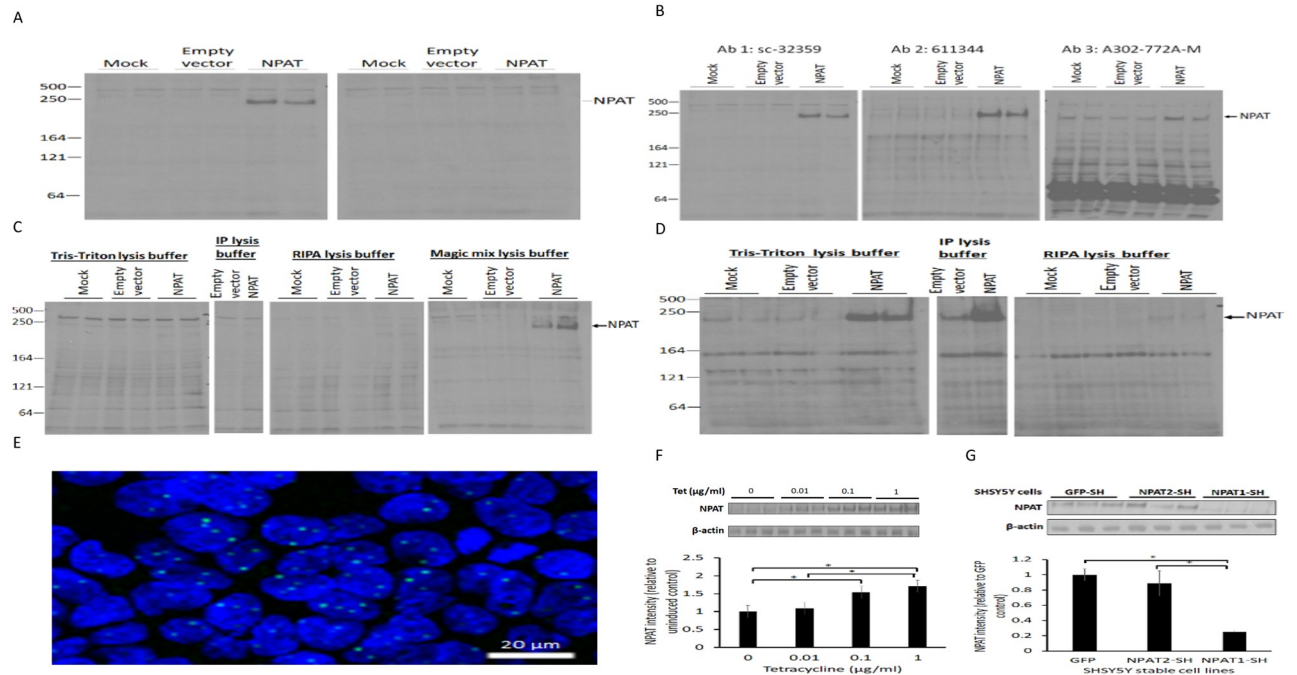 A
Mock
Empty
vector
NPAT
Mock
Empty
vector
NPAT
500
250
164
121
64
NPAT
B
Ab 1: sc-32359
Ab 2: 611344
Ab 3: A302-772A-M
Mock
Empty
vector
NPAT
Mock
Empty
vector
NPAT
Mock
Empty
vector
NPAT
500
250
164
121
64
NPAT
C
Tris-Triton lysis buffer
IP lysis
buffer
RIPA lysis buffer
Magic mix lysis buffer
Mock
Empty
vector
NPAT
Empty
vector
NPAT
Mock
Empty
vector
NPAT
Mock
Empty
vector
NPAT
500
250
164
121
64
NPAT
D
Tris-Triton lysis buffer
IP lysis
buffer
RIPA lysis buffer
Mock
Empty
vector
NPAT
Empty
vector
NPAT
Mock
Empty
vector
NPAT
500
250
164
121
64
NPAT
E
20 µm
F
Tet (µg/ml)
0
0.01
0.1
1
NPAT
β-actin
NPAT intensity (relative to
uninduced control)
2.5
2
1.5
1
0.5
0
*
*
*
0
0.01
0.1
1
Tetracycline (µg/ml)
G
SHSY5Y cells
GFP-SH
NPAT2-SH
NPAT1-SH
NPAT
β-actin
NPAT intensity (relative to GFP
control)
1.2
1
0.8
0.6
0.4
0.2
0
*
*
GFP
NPAT2-SH
NPAT1-SH
SHSY5Y stable cell lines